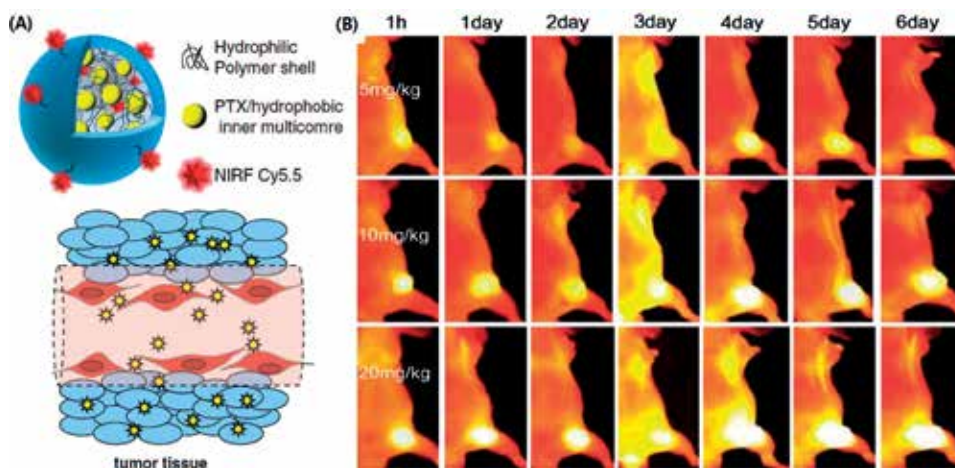 (A)
Hydrophilic
Polymer shell
PTX/hydrophobic
inner multicomre
NIRF Cy5.5
tumor tissue
(B)
1h 1day 2day 3day 4day 5day 6day
5mg/kg
10mg/kg
20mg/kg